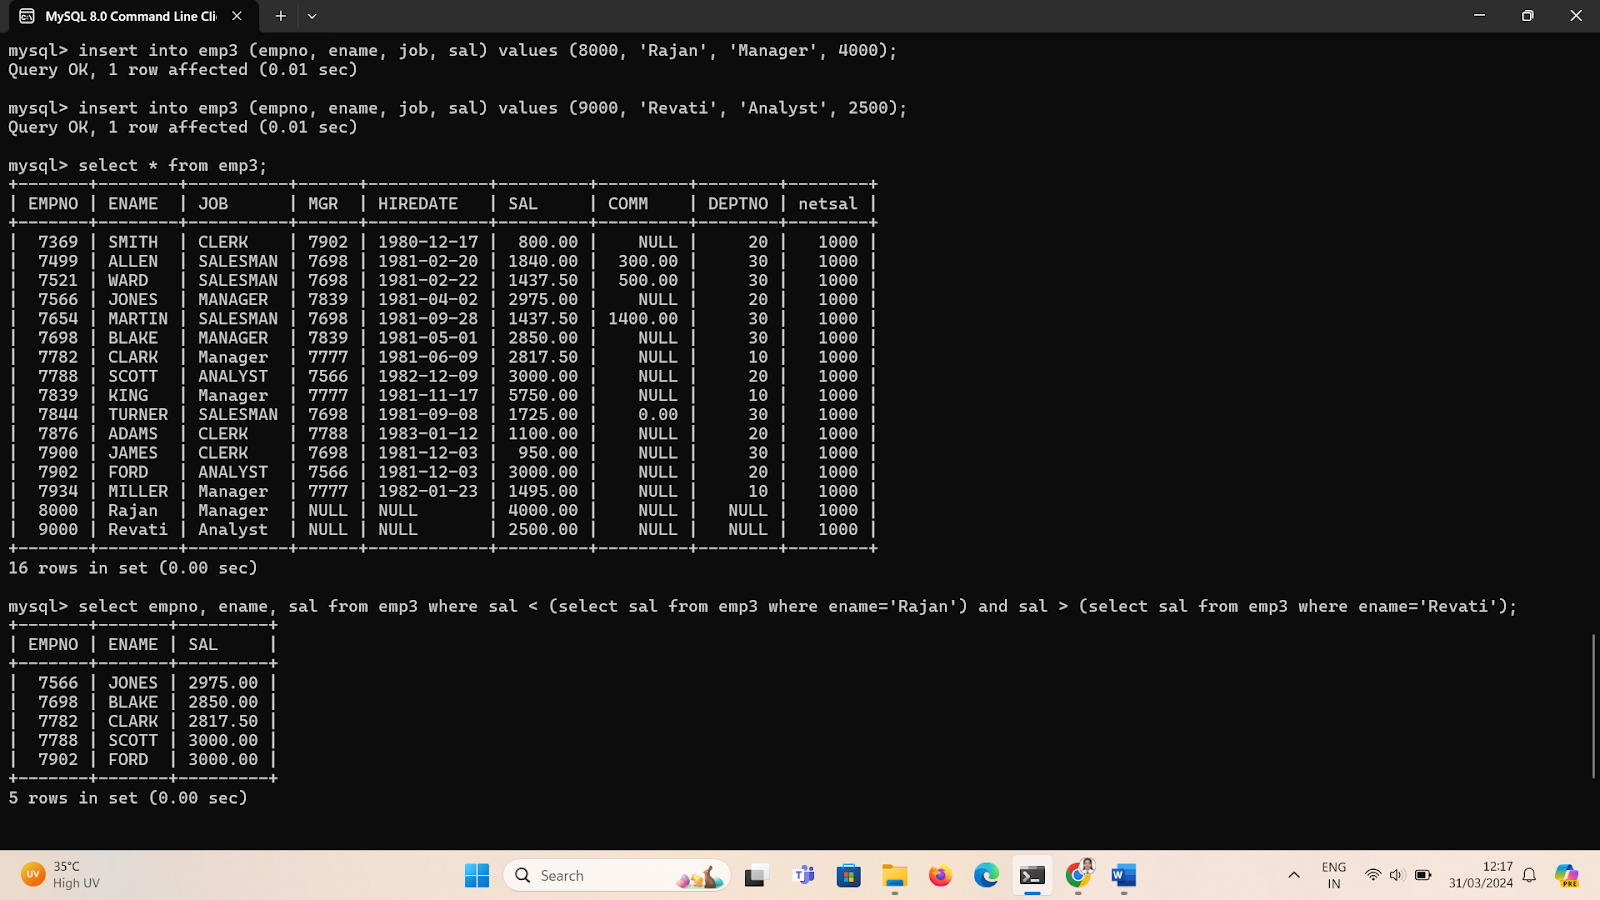 MySQL 8.0 Command Line Cli
mysql> insert into emp3 (empno, ename, job, sal) values (8000, 'Rajan', 'Manager', 4000);
Query OK, 1 row affected (0.01 sec)
mysql> insert into emp3 (empno, ename, job, sal) values (9000, 'Revati', 'Analyst', 2500);
Query OK, 1 row affected (0.01 sec)
mysql> select * from emp3;
+-------+--------+----------+------+------------+---------+---------+--------+--------+
| EMPNO | ENAME  | JOB      | MGR  | HIREDATE   | SAL     | COMM    | DEPTNO | netsal |
+-------+--------+----------+------+------------+---------+---------+--------+--------+
|  7369 | SMITH  | CLERK    | 7902 | 1980-12-17 |  800.00 |    NULL |     20 |   1000 |
|  7499 | ALLEN  | SALESMAN | 7698 | 1981-02-20 | 1840.00 |  300.00 |     30 |   1000 |
|  7521 | WARD   | SALESMAN | 7698 | 1981-02-22 | 1437.50 |  500.00 |     30 |   1000 |
|  7566 | JONES  | MANAGER  | 7839 | 1981-04-02 | 2975.00 |    NULL |     20 |   1000 |
|  7654 | MARTIN | SALESMAN | 7698 | 1981-09-28 | 1437.50 | 1400.00 |     30 |   1000 |
|  7698 | BLAKE  | MANAGER  | 7839 | 1981-05-01 | 2850.00 |    NULL |     30 |   1000 |
|  7782 | CLARK  | Manager  | 7777 | 1981-06-09 | 2817.50 |    NULL |     10 |   1000 |
|  7788 | SCOTT  | ANALYST  | 7566 | 1982-12-09 | 3000.00 |    NULL |     20 |   1000 |
|  7839 | KING   | Manager  | 7777 | 1981-11-17 | 5750.00 |    NULL |     10 |   1000 |
|  7844 | TURNER | SALESMAN | 7698 | 1981-09-08 | 1725.00 |    0.00 |     30 |   1000 |
|  7876 | ADAMS  | CLERK    | 7788 | 1983-01-12 | 1100.00 |    NULL |     20 |   1000 |
|  7900 | JAMES  | CLERK    | 7698 | 1981-12-03 |  950.00 |    NULL |     30 |   1000 |
|  7902 | FORD   | ANALYST  | 7566 | 1981-12-03 | 3000.00 |    NULL |     20 |   1000 |
|  7934 | MILLER | Manager  | 7777 | 1982-01-23 | 1495.00 |    NULL |     10 |   1000 |
|  8000 | Rajan  | Manager  | NULL | NULL       | 4000.00 |    NULL |   NULL |   1000 |
|  9000 | Revati | Analyst  | NULL | NULL       | 2500.00 |    NULL |   NULL |   1000 |
+-------+--------+----------+------+------------+---------+---------+--------+--------+
16 rows in set (0.00 sec)
mysql> select empno, ename, sal from emp3 where sal < (select sal from emp3 where ename='Rajan') and sal > (select sal from emp3 where ename='Revati');
+-------+-------+---------+
| EMPNO | ENAME | SAL     |
+-------+-------+---------+
|  7566 | JONES | 2975.00 |
|  7698 | BLAKE | 2850.00 |
|  7782 | CLARK | 2817.50 |
|  7788 | SCOTT | 3000.00 |
|  7902 | FORD  | 3000.00 |
+-------+-------+---------+
5 rows in set (0.00 sec)
UV
35°C
High UV
Search
ENG
IN
12:17
31/03/2024
PRE